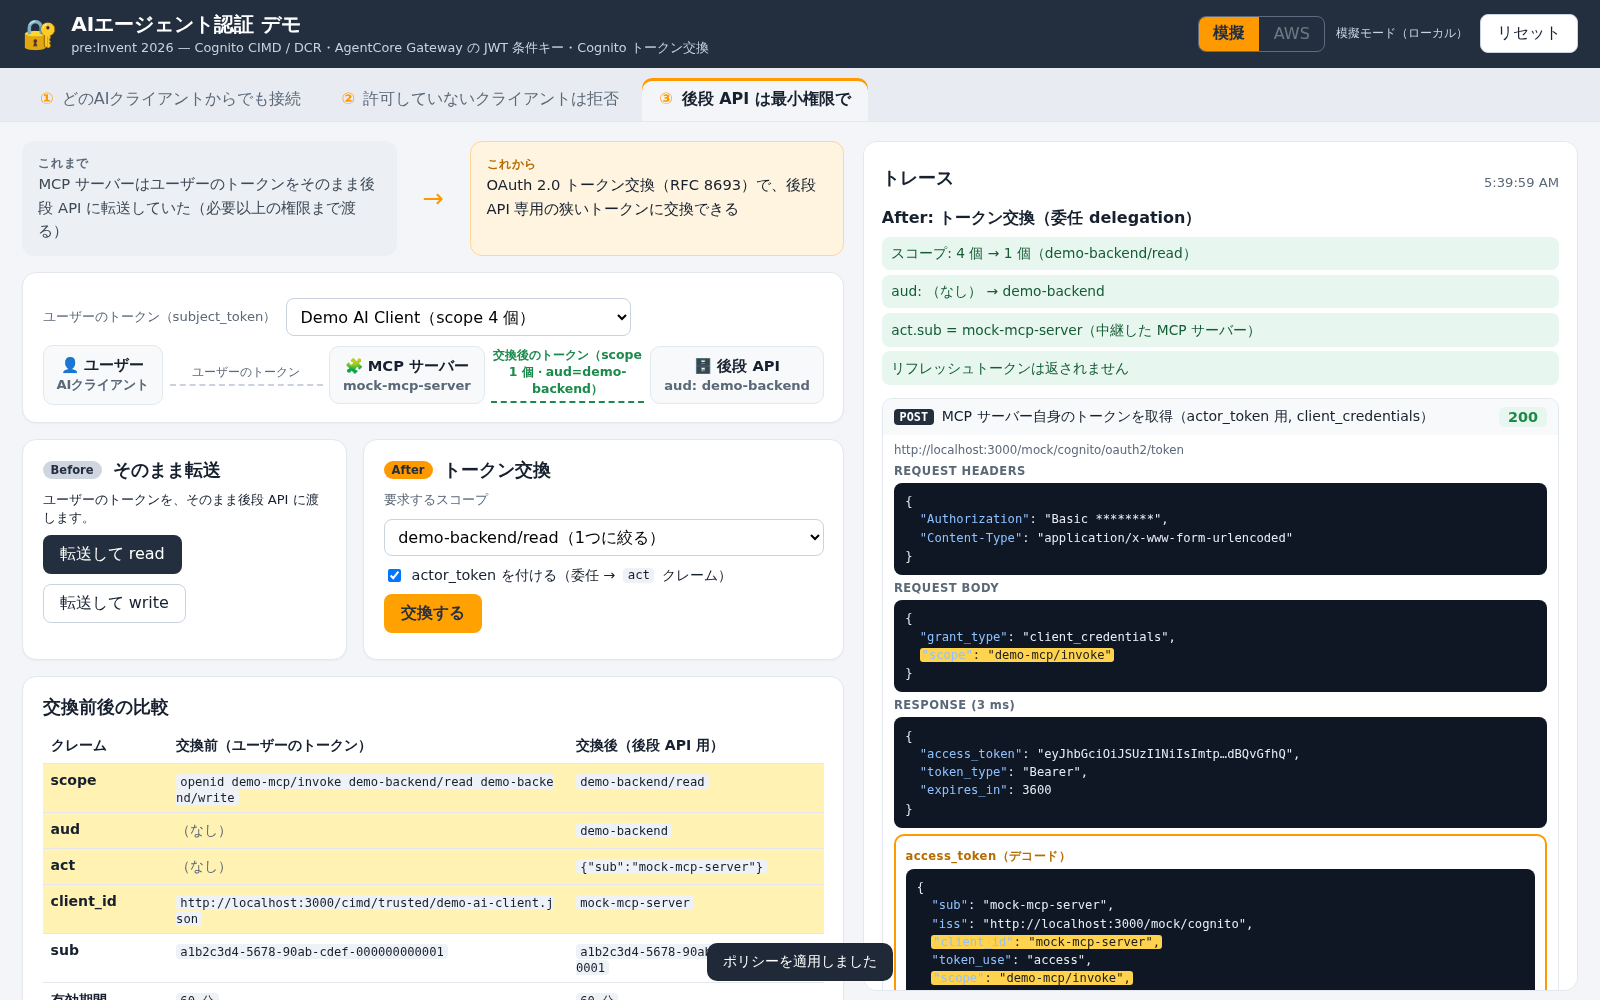 AIエージェント認証 デモ
pre:Invent 2026 — Cognito CIMD / DCR・AgentCore Gateway の JWT 条件キー・Cognito トークン交換
模擬 AWS 模擬モード（ローカル） リセット
① どのAIクライアントからでも接続 ② 許可していないクライアントは拒否 ③ 後段 API は最小権限で
これまで
MCP サーバーはユーザーのトークンをそのまま後
段 API に転送していた（必要以上の権限まで渡
る）
→
これから
OAuth 2.0 トークン交換（RFC 8693）で、後段
API 専用の狭いトークンに交換できる
ユーザーのトークン（subject_token） Demo AI Client（scope 4 個）
ユーザー
AIクライアント
ユーザーのトークン
MCP サーバー
mock-mcp-server
交換後のトークン（scope
1 個・aud=demo-
backend）
後段 API
aud: demo-backend
Before そのまま転送
ユーザーのトークンを、そのまま後段 API に渡
します。
転送して read
転送して write
After トークン交換
要求するスコープ
demo-backend/read（1つに絞る）
actor_token を付ける（委任 → act クレーム）
交換する
交換前後の比較
クレーム 交換前（ユーザーのトークン） 交換後（後段 API 用）
scope openid demo-mcp/invoke demo-backend/read demo-backe demo-backend/read
nd/write
aud （なし） demo-backend
act （なし） {"sub":"mock-mcp-server"}
client_id http://localhost:3000/cimd/trusted/demo-ai-client.j mock-mcp-server
son
sub a1b2c3d4-5678-90ab-cdef-000000000001 a1b2c3d4-5678-90ab
0001
有効期間 60 分 60 分
ポリシーを適用しました
トレース 5:39:59 AM
After: トークン交換（委任 delegation）
スコープ: 4 個 → 1 個（demo-backend/read）
aud: （なし） → demo-backend
act.sub = mock-mcp-server（中継した MCP サーバー）
リフレッシュトークンは返されません
POST MCP サーバー自身のトークンを取得（actor_token 用, client_credentials） 200
http://localhost:3000/mock/cognito/oauth2/token
REQUEST HEADERS
{
"Authorization": "Basic ********",
"Content-Type": "application/x-www-form-urlencoded"
}
REQUEST BODY
{
"grant_type": "client_credentials",
"scope": "demo-mcp/invoke"
}
RESPONSE (3 ms)
{
"access_token": "eyJhbGciOiJSUzI1NiIsImtp…dBQvGfhQ",
"token_type": "Bearer",
"expires_in": 3600
}
access_token（デコード）
{
"sub": "mock-mcp-server",
"iss": "http://localhost:3000/mock/cognito",
"client_id": "mock-mcp-server",
"token_use": "access",
"scope": "demo-mcp/invoke",